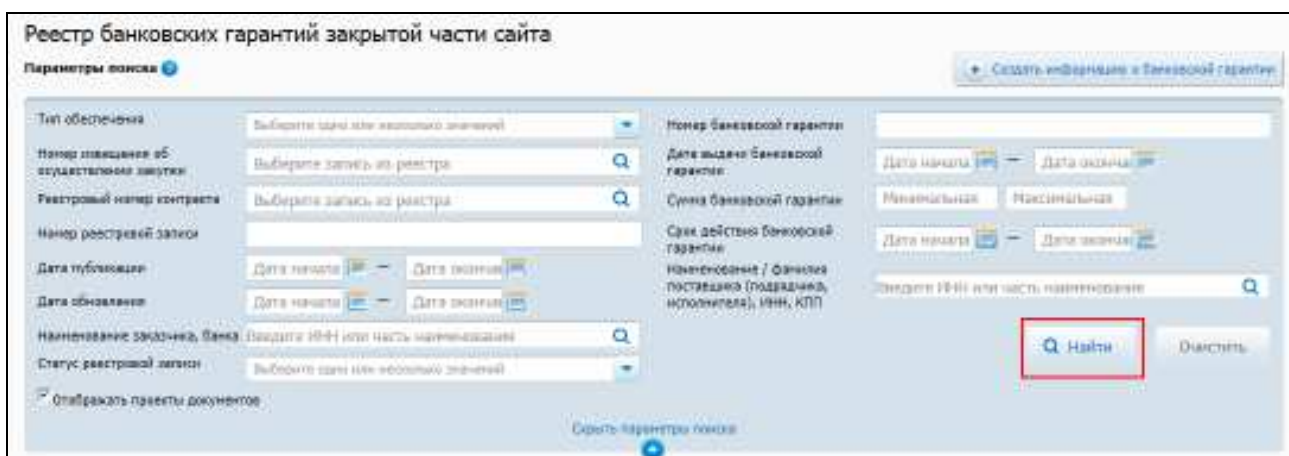 Реестр банковских гарантий закрытой части сайта
Параметры поиска
Создать информацию о банковской гарантии
Тип обеспечения
Выберите одно или несколько значений
Номер извещения об
осуществлении закупки
Выберите запись из реестра
Реестровый номер контракта
Выберите запись из реестра
Номер реестровой записи
Дата публикации
Дата начала
—
Дата окончан
Дата обновления
Дата начала
—
Дата окончан
Наименование заказчика, банка
Введите ИНН или часть наименования
Статус реестровой записи
Выберите одно или несколько значений
Отображать проекты документов
Номер банковской гарантии
Дата выдачи банковской
гарантии
Дата начала
—
Дата окончан
Сумма банковской гарантии
Минимальная
Максимальная
Срок действия банковской
гарантии
Дата начала
—
Дата окончан
Наименование / фамилия
поставщика (подрядчика,
исполнителя), ИНН, КПП
Введите ИНН или часть наименования
Найти
Очистить
Скрыть параметры поиска